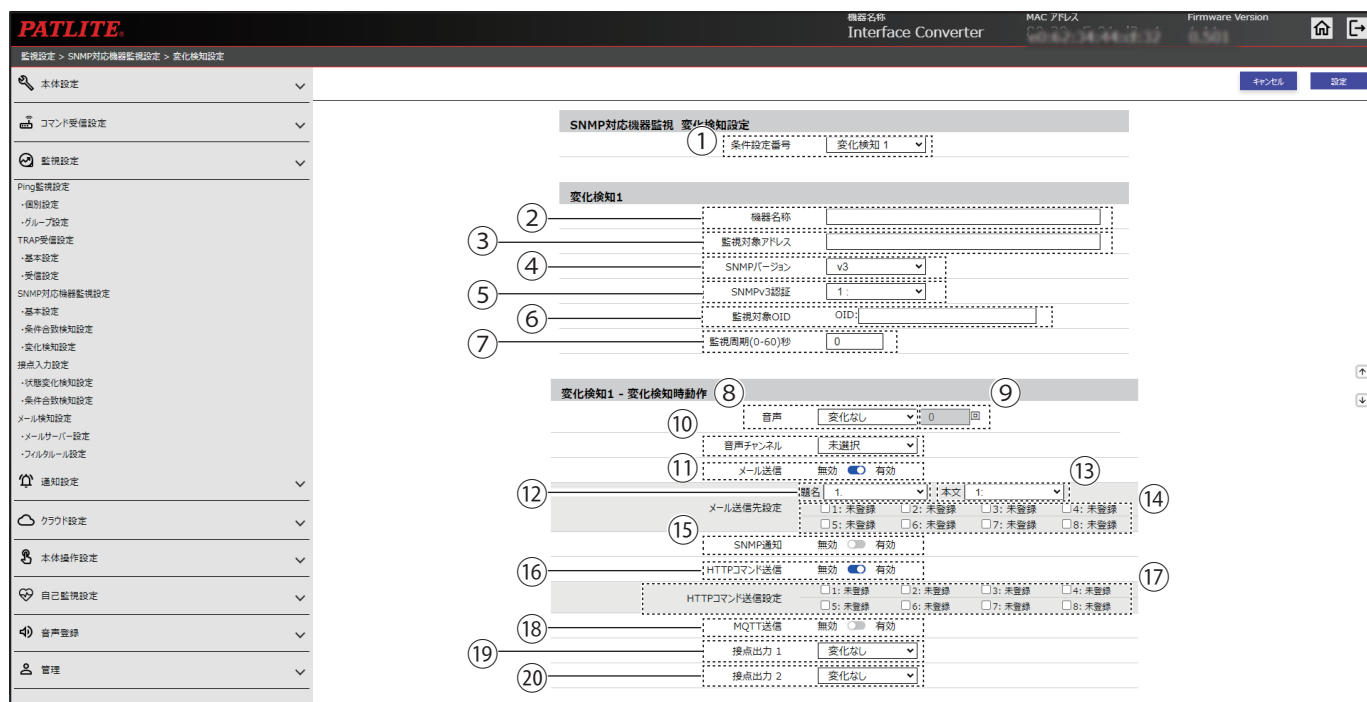 PATLITE
機器名称
Interface Converter
MAC アドレス
Firmware Version
0.501
監視設定 > SNMP対応機器監視設定 > 変化検知設定
キャンセル
設定
本体設定
コマンド受信設定
監視設定
Ping監視設定
・個別設定
・グループ設定
TRAP受信設定
・基本設定
・受信設定
SNMP対応機器監視設定
・基本設定
・条件合致検知設定
・変化検知設定
接点入力設定
・状態変化検知設定
・条件合致検知設定
メール検知設定
・メールサーバー設定
・フィルタルール設定
通知設定
クラウド設定
本体操作設定
自己監視設定
音声登録
管理
SNMP対応機器監視 変化検知設定
① 条件設定番号 変化検知 1
変化検知1
② 機器名称
③ 監視対象アドレス
④ SNMPバージョン v3
⑤ SNMPv3認証 1 :
⑥ 監視対象OID OID:
⑦ 監視周期(0-60)秒 0
変化検知1 - 変化検知時動作
⑧ 音声 変化なし ⑨ 0 回
⑩ 音声チャンネル 未選択
⑪ メール送信 無効 有効
⑫ 題名 1: ⑬ 本文 1:
メール送信先設定 ⑭
1: 未登録 2: 未登録 3: 未登録 4: 未登録
5: 未登録 6: 未登録 7: 未登録 8: 未登録
⑮ SNMP通知 無効 有効
⑯ HTTPコマンド送信 無効 有効
HTTPコマンド送信設定 ⑰
1: 未登録 2: 未登録 3: 未登録 4: 未登録
5: 未登録 6: 未登録 7: 未登録 8: 未登録
⑱ MQTT送信 無効 有効
⑲ 接点出力 1 変化なし
⑳ 接点出力 2 変化なし